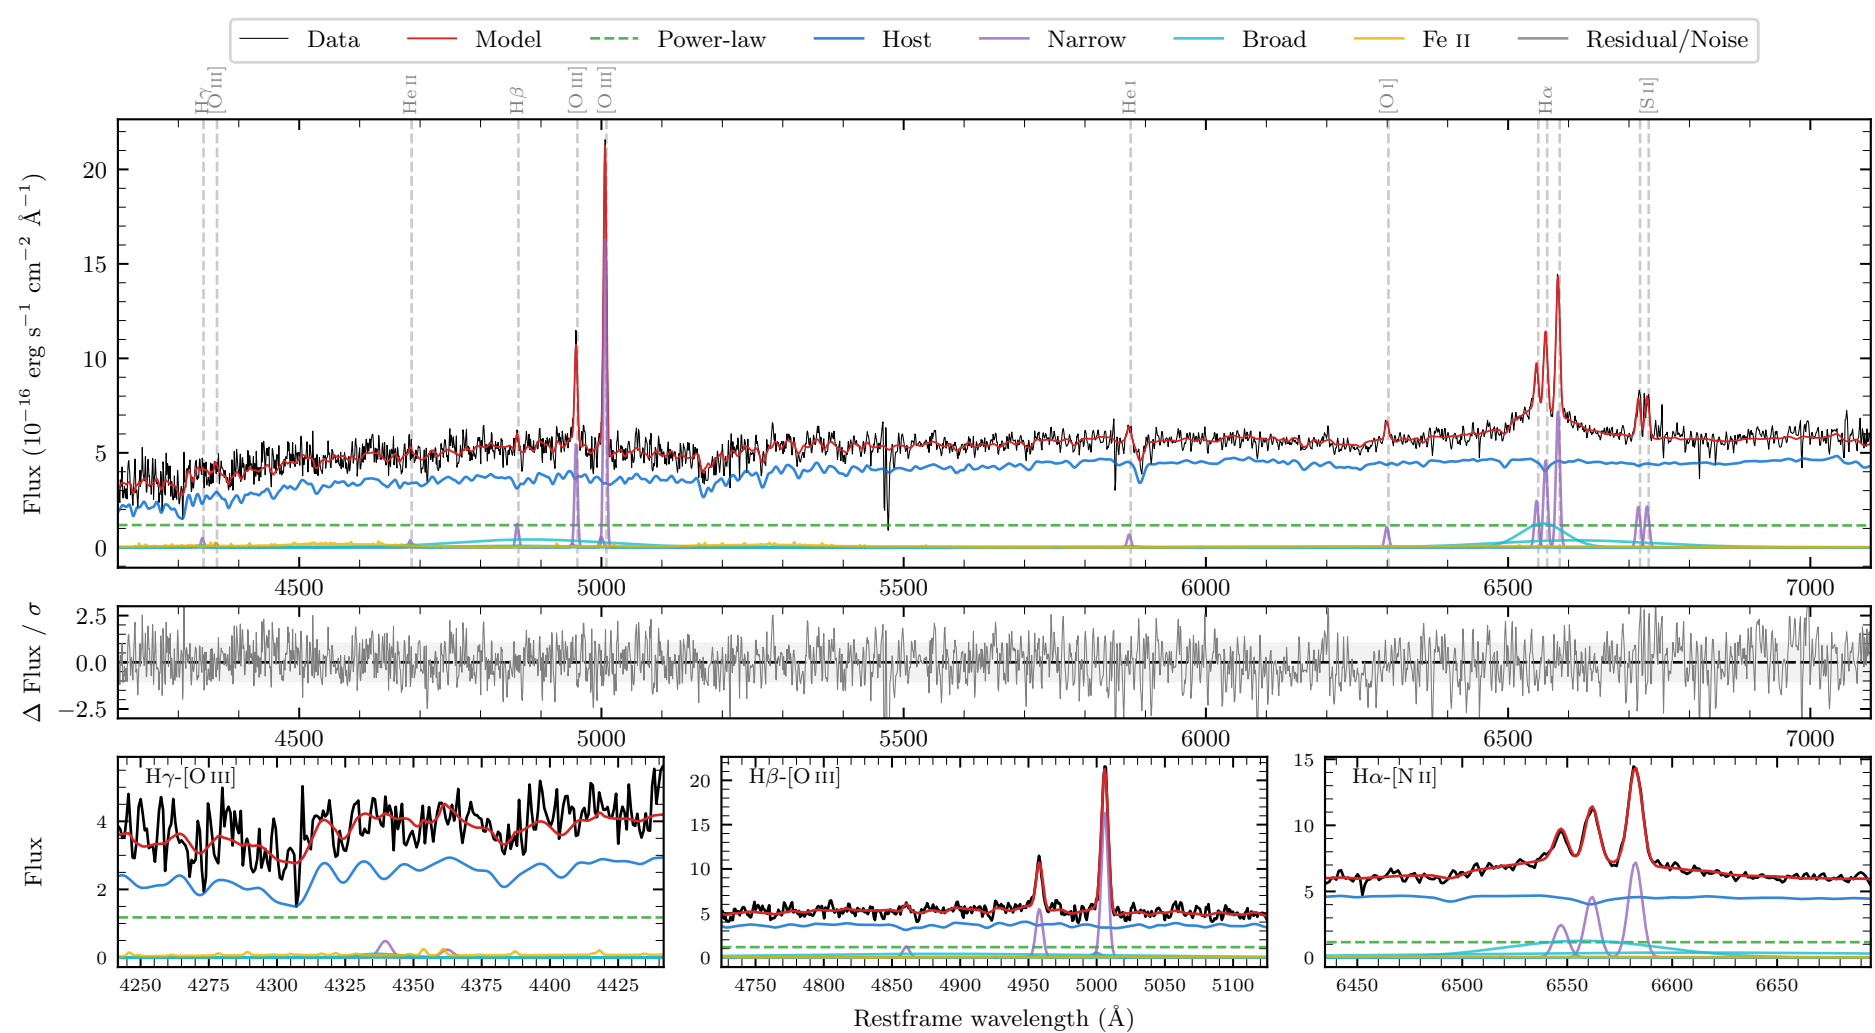 Data Model Power-law Host Narrow Broad Fe II Residual/Noise
Hγ [O III] He II Hβ [O III] [O III] He I [O I] Hα [S II]
Flux (10⁻¹⁶ erg s⁻¹ cm⁻² Å⁻¹)
20
15
10
5
0
4500 5000 5500 6000 6500 7000
Δ Flux / σ
2.5
0.0
−2.5
4500 5000 5500 6000 6500 7000
Flux
Hγ-[O III]
4
2
0
4250 4275 4300 4325 4350 4375 4400 4425
Hβ-[O III]
20
15
10
5
0
4750 4800 4850 4900 4950 5000 5050 5100
Hα-[N II]
15
10
5
0
6450 6500 6550 6600 6650
Restframe wavelength (Å)